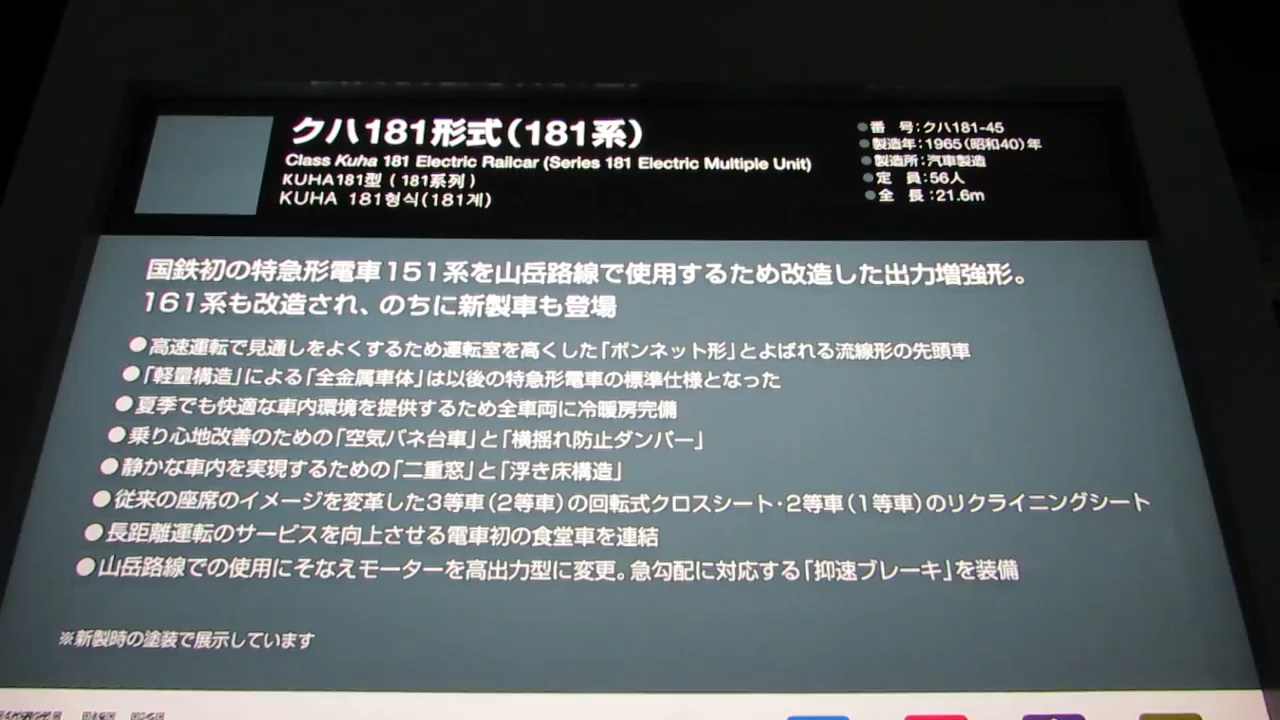 クハ181形式(181系)
Class Kuha 181 Electric Railcar (Series 181 Electric Multiple Unit)
KUHA181型(181系列)
KUHA 181형식(181계)
●番 号:クハ181-45
●製造年:1965(昭和40)年
●製造所:汽車製造
●定 員:56人
●全 長:21.6m
国鉄初の特急形電車151系を山岳路線で使用するため改造した出力増強形。
161系も改造され、のちに新製車も登場
●高速運転で見通しをよくするため運転室を高くした「ボンネット形」とよばれる流線形の先頭車
●「軽量構造」による「全金属車体」は以後の特急形電車の標準仕様となった
●夏季でも快適な車内環境を提供するため全車両に冷暖房完備
●乗り心地改善のための「空気バネ台車」と「横揺れ防止ダンパー」
●静かな車内を実現するための「二重窓」と「浮き床構造」
●従来の座席のイメージを変革した3等車(2等車)の回転式クロスシート・2等車(1等車)のリクライニングシート
●長距離運転のサービスを向上させる電車初の食堂車を連結
●山岳路線での使用にそなえモーターを高出力型に変更。急勾配に対応する「抑速ブレーキ」を装備
※新製時の塗装で展示しています